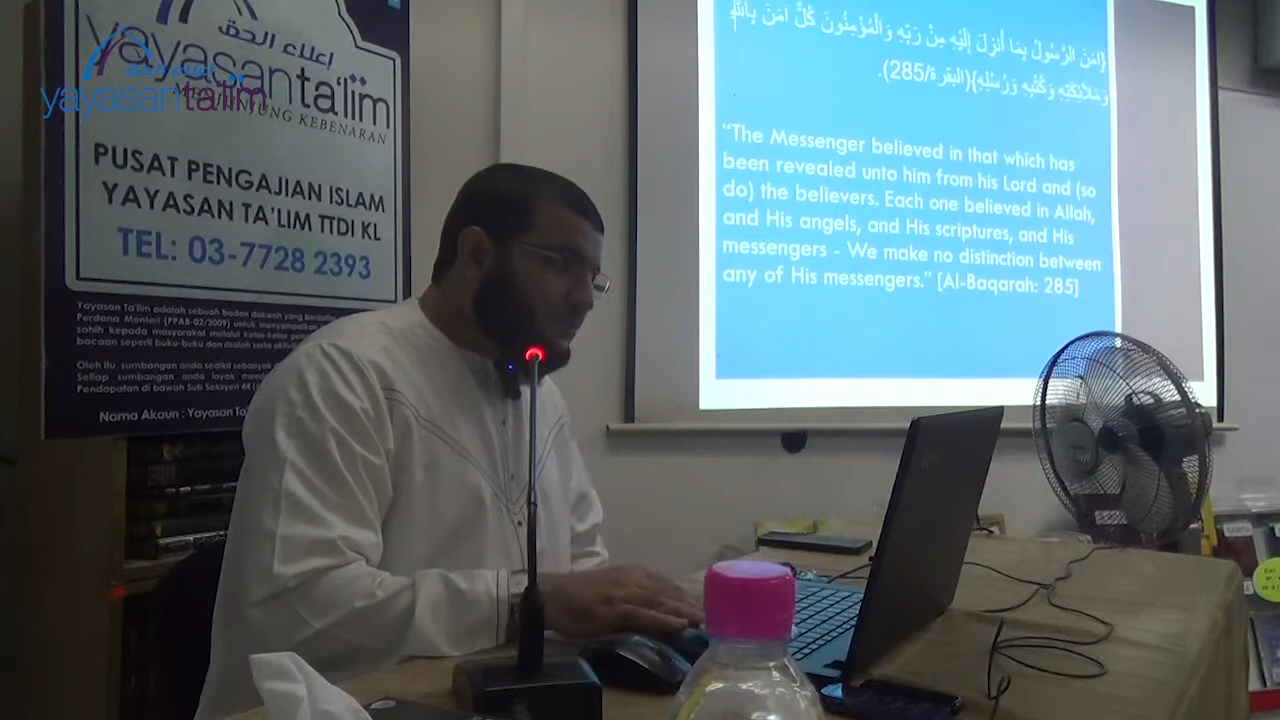 إعلاء الحق
yayasanta'lim
MENJUNJUNG KEBENARAN
PUSAT PENGAJIAN ISLAM
YAYASAN TA'LIM TTDI KL
TEL: 03-7728 2393
Yayasan Ta'lim adalah sebuah badan dakwah yang
Perdana Menteri (PPAB-02/2009) untuk menyampaikan
sahih kepada masyarakat melalui kelas-kelas
bacaan seperti buku-buku dan risalah serta
Oleh itu, sumbangan anda sedikit sebanyak
Setiap sumbangan anda layak
Pendapatan di bawah Sub Seksyen 44
Nama Akaun : Yayasan Ta'
yayasanta'lim
{آمَنَ الرَّسُولُ بِمَا أُنْزِلَ إِلَيْهِ مِنْ رَبِّهِ وَالْمُؤْمِنُونَ كُلٌّ آمَنَ بِاللَّهِ
وَمَلَائِكَتِهِ وَكُتُبِهِ وَرُسُلِهِ}(البقرة/285).
"The Messenger believed in that which has
been revealed unto him from his Lord and (so
do) the believers. Each one believed in Allah,
and His angels, and His scriptures, and His
messengers - We make no distinction between
any of His messengers." [Al-Baqarah: 285]